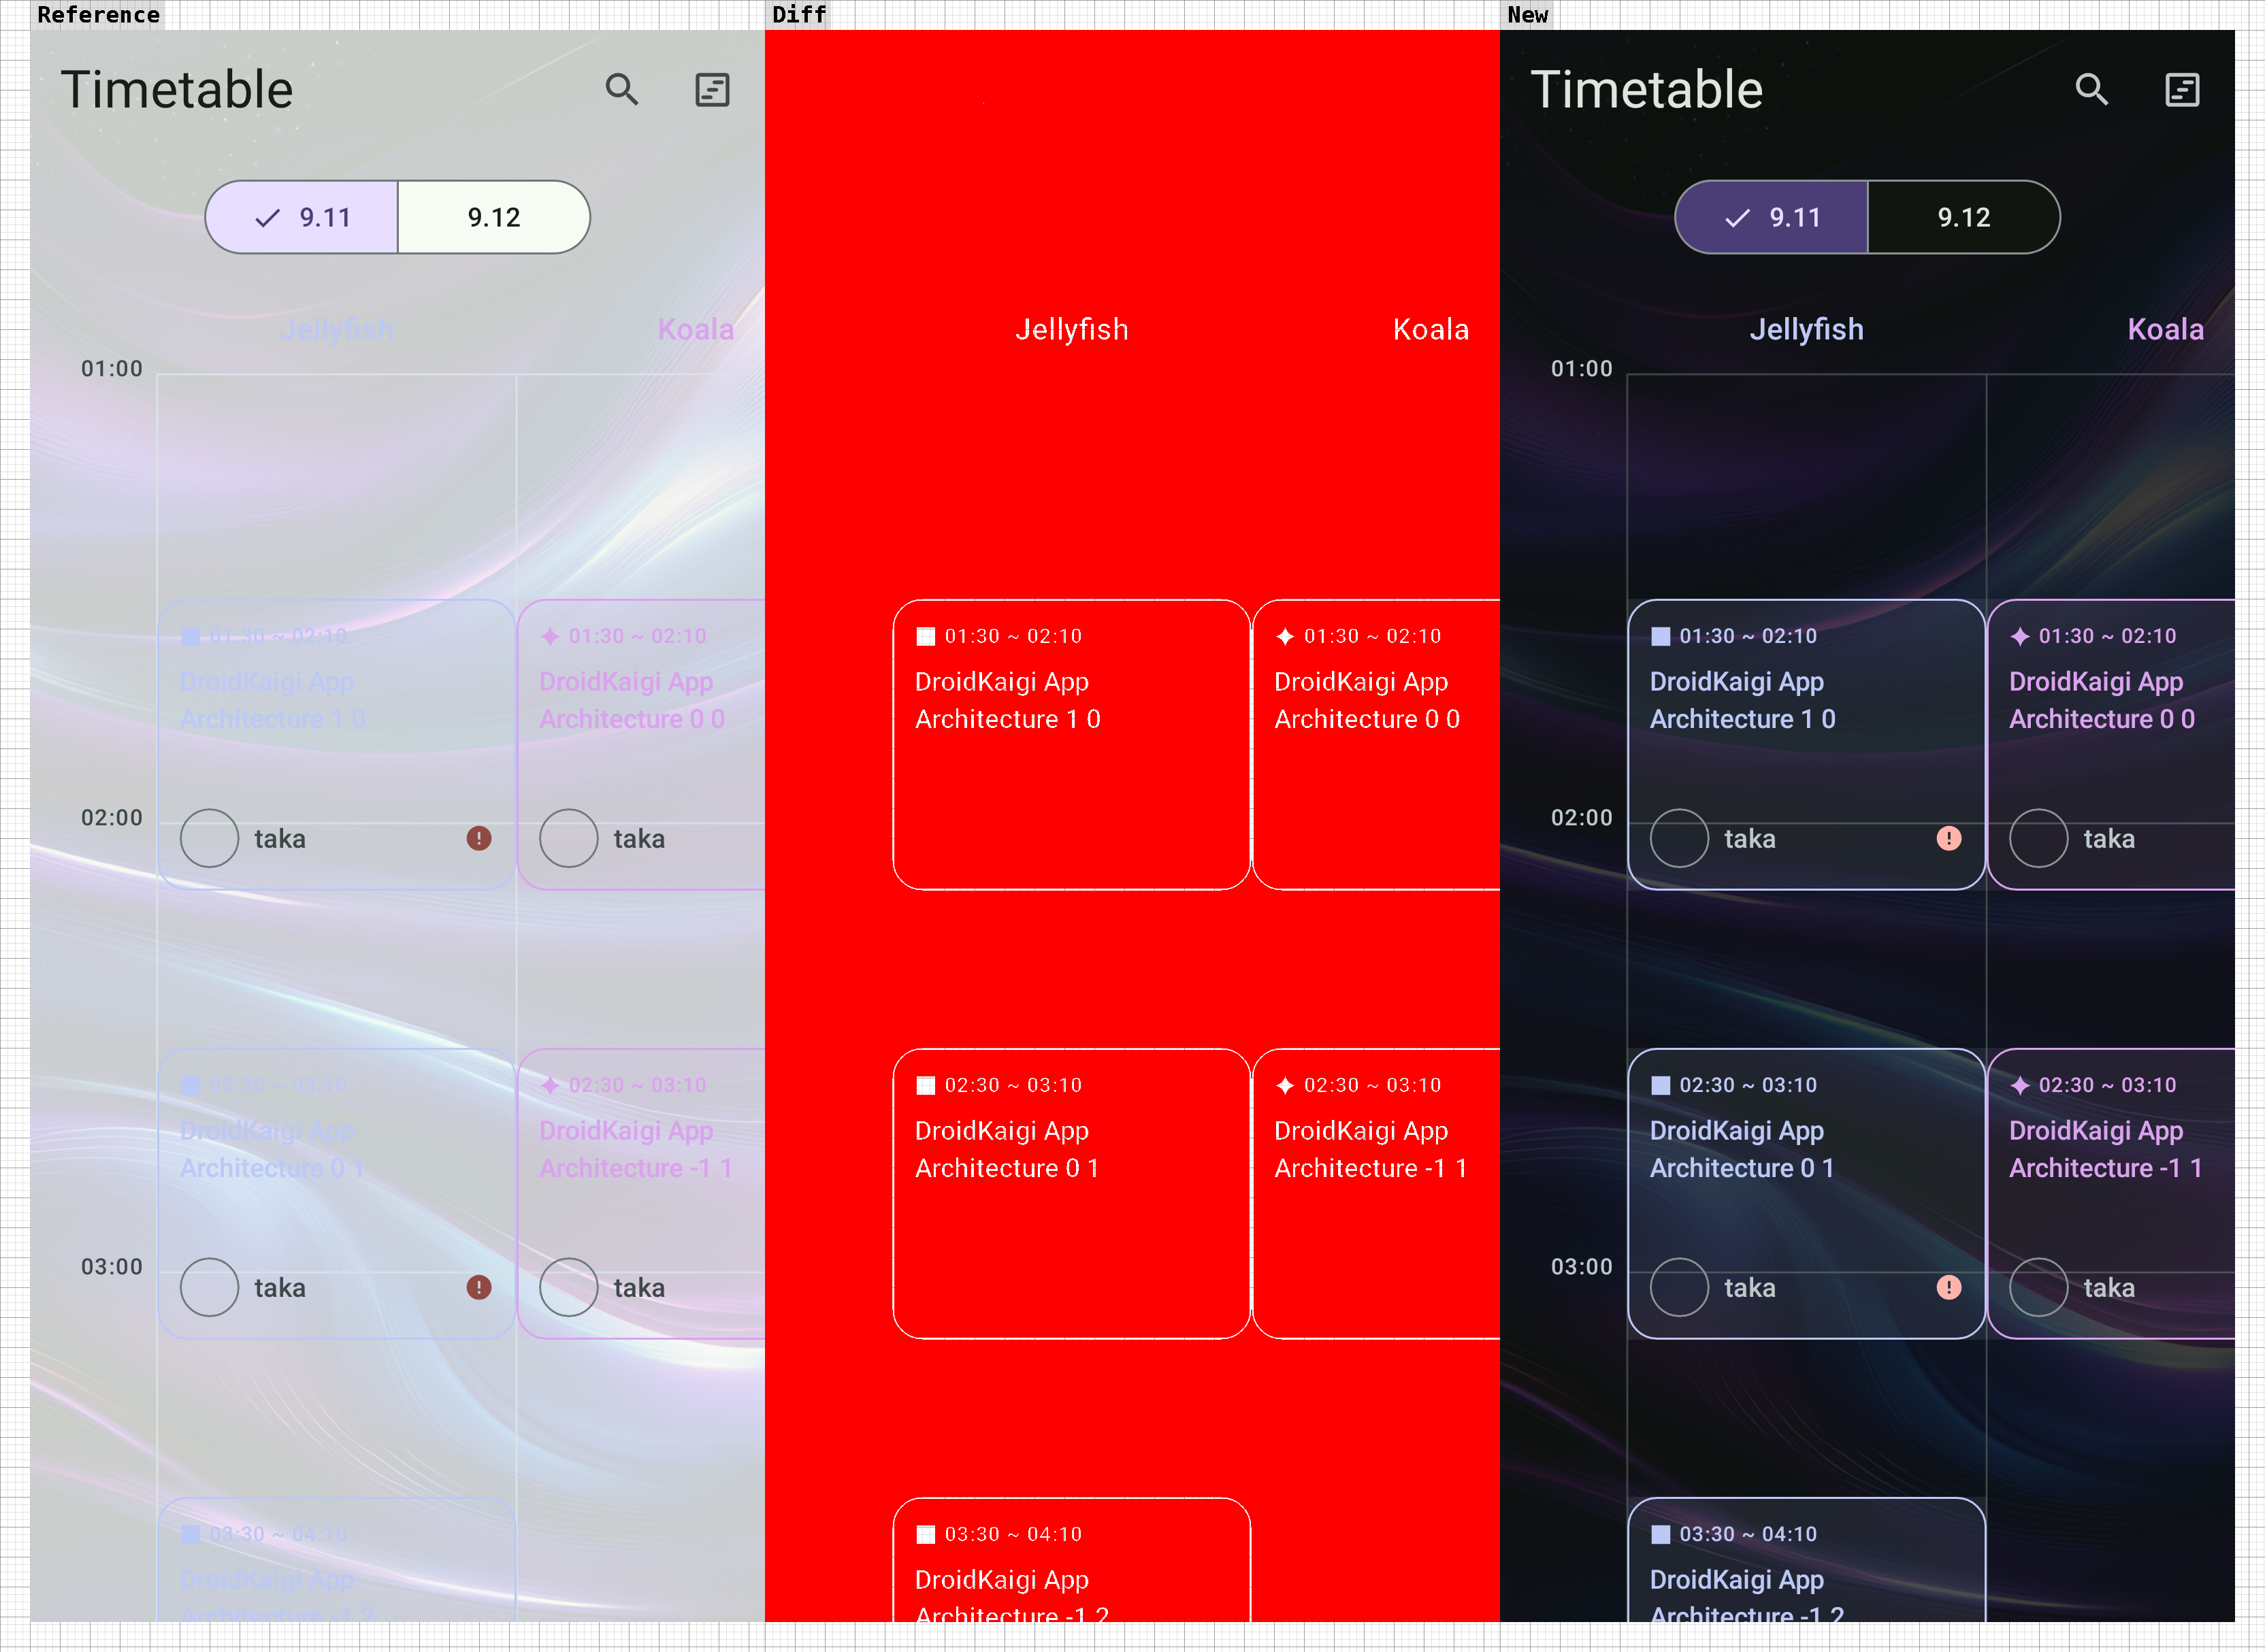 Reference
Timetable
9.11
9.12
Jellyfish
Koala
01:00
01:30 ~ 02:10
DroidKaigi App
Architecture 1 0
01:30 ~ 02:10
DroidKaigi App
Architecture 0 0
02:00
taka
taka
02:30 ~ 03:10
DroidKaigi App
Architecture 0 1
02:30 ~ 03:10
DroidKaigi App
Architecture -1 1
03:00
taka
taka
03:30 ~ 04:10
DroidKaigi App
Architecture -1 2
Diff
Jellyfish
Koala
01:30 ~ 02:10
DroidKaigi App
Architecture 1 0
01:30 ~ 02:10
DroidKaigi App
Architecture 0 0
02:30 ~ 03:10
DroidKaigi App
Architecture 0 1
02:30 ~ 03:10
DroidKaigi App
Architecture -1 1
03:30 ~ 04:10
DroidKaigi App
Architecture -1 2
New
Timetable
9.11
9.12
Jellyfish
Koala
01:00
01:30 ~ 02:10
DroidKaigi App
Architecture 1 0
01:30 ~ 02:10
DroidKaigi App
Architecture 0 0
02:00
taka
taka
02:30 ~ 03:10
DroidKaigi App
Architecture 0 1
02:30 ~ 03:10
DroidKaigi App
Architecture -1 1
03:00
taka
taka
03:30 ~ 04:10
DroidKaigi App
Architecture -1 2